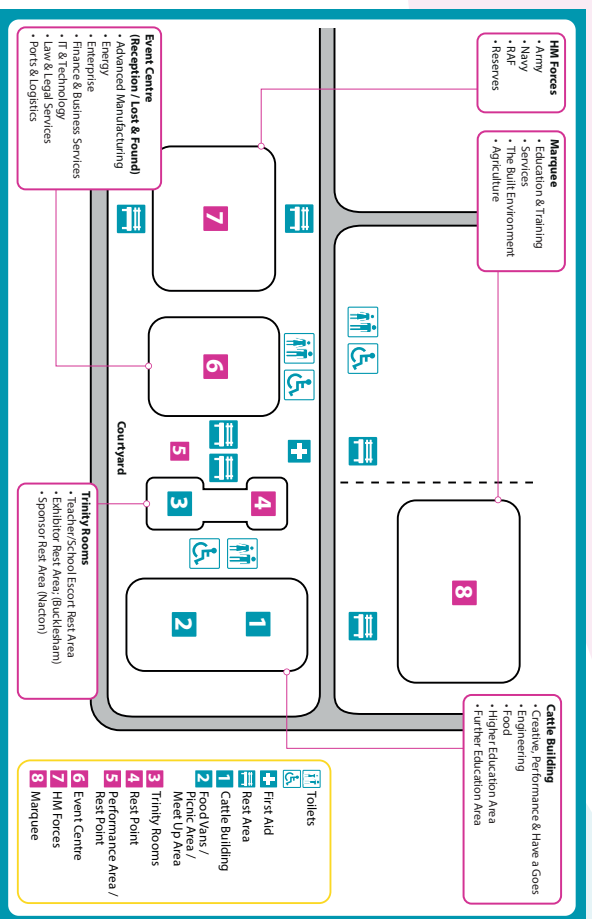 HM Forces
• Army
• Navy
• RAF
• Reserves
Marquee
• Education & Training
• Services
• The Built Environment
• Agriculture
Cattle Building
• Creative, Performance & Have a Goes
• Engineering
• Food
• Higher Education Area
• Further Education Area
Event Centre
(Reception / Lost & Found)
• Advanced Manufacturing
• Energy
• Enterprise
• Finance & Business Services
• IT & Technology
• Law & Legal Services
• Ports & Logistics
Trinity Rooms
• Teacher/School Escort Rest Area
• Exhibitor Rest Area; (Bucklesham)
• Sponsor Rest Area (Nacton)
Courtyard
7
6
5
4
3
2
1
8
Toilets
First Aid
Rest Area
1 Cattle Building
2 Food Vans /
Picnic Area /
Meet Up Area
3 Trinity Rooms
4 Rest Point
5 Performance Area /
Rest Point
6 Event Centre
7 HM Forces
8 Marquee